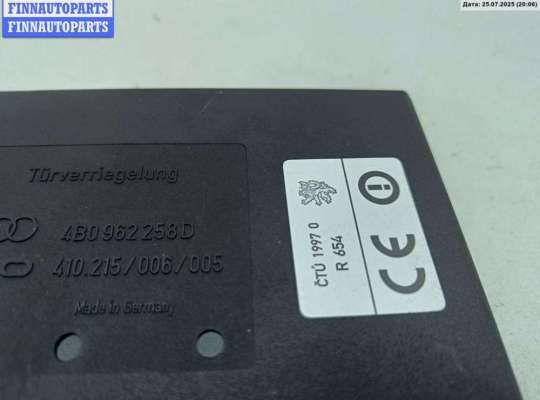 FINNAUTOPARTS
FINNAUTOPARTS
Дата: 25.07.2025 (20:06)
Türverriegelung
4B0 962 258D
410.215/006/005
Made in Germany
ČTÚ 1997 0
R 654
CE